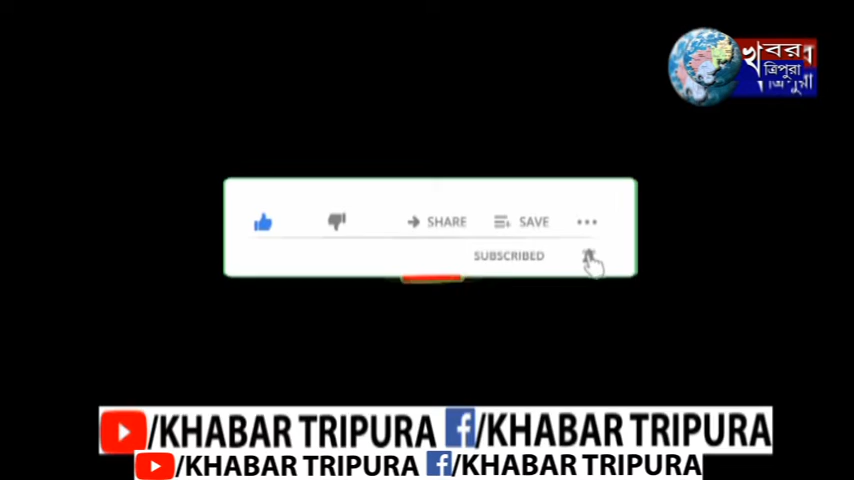 খবর
ত্রিপুরা
SHARE SAVE
SUBSCRIBED
/KHABAR TRIPURA /KHABAR TRIPURA
/KHABAR TRIPURA /KHABAR TRIPURA